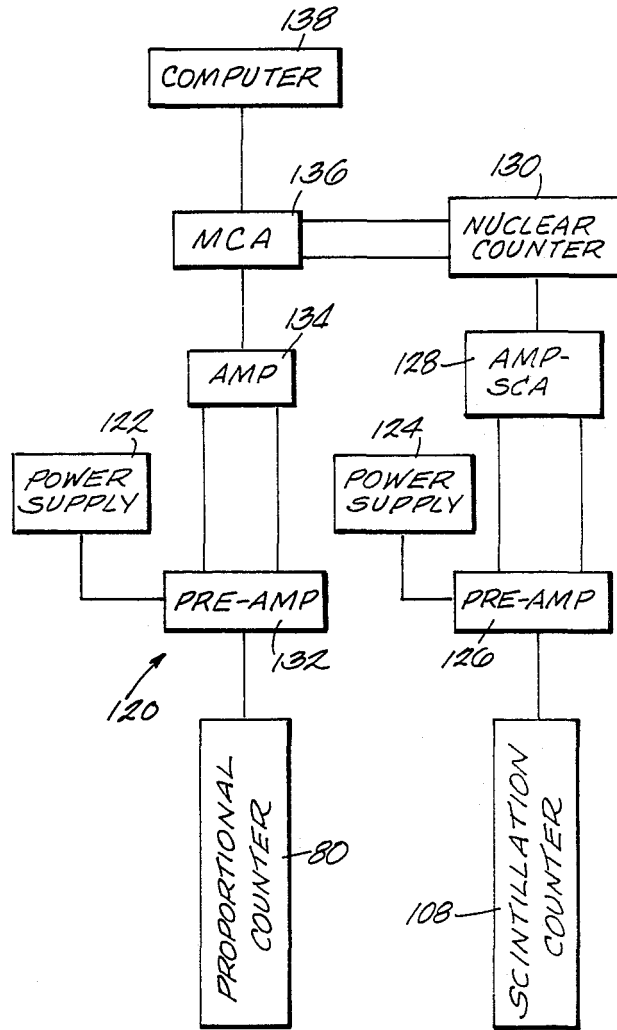 138
COMPUTER
136
130
MCA
NUCLEAR
COUNTER
134
AMP
128
AMP-
SCA
122
POWER
SUPPLY
124
POWER
SUPPLY
PRE-AMP
132
PRE-AMP
126
120
PROPORTIONAL
COUNTER
80
108
SCINTILLATION
COUNTER